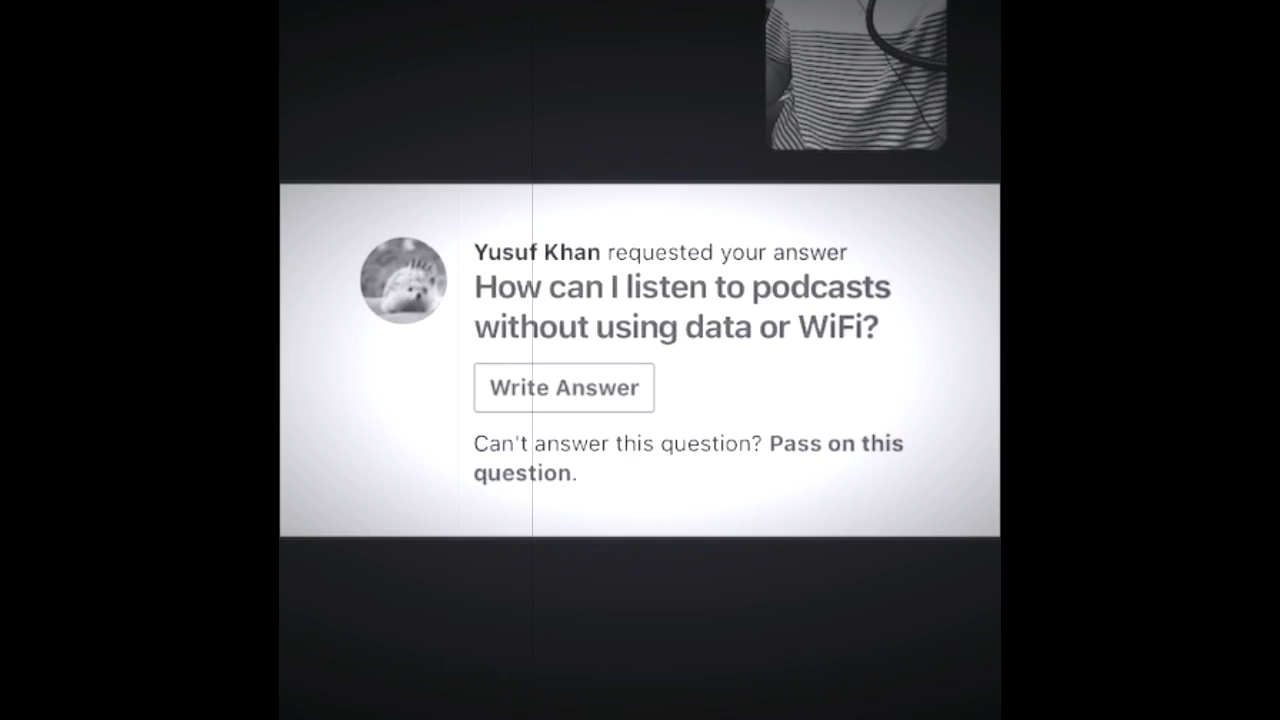 Yusuf Khan requested your answer
How can I listen to podcasts
without using data or WiFi?
Write Answer
Can't answer this question? Pass on this
question.